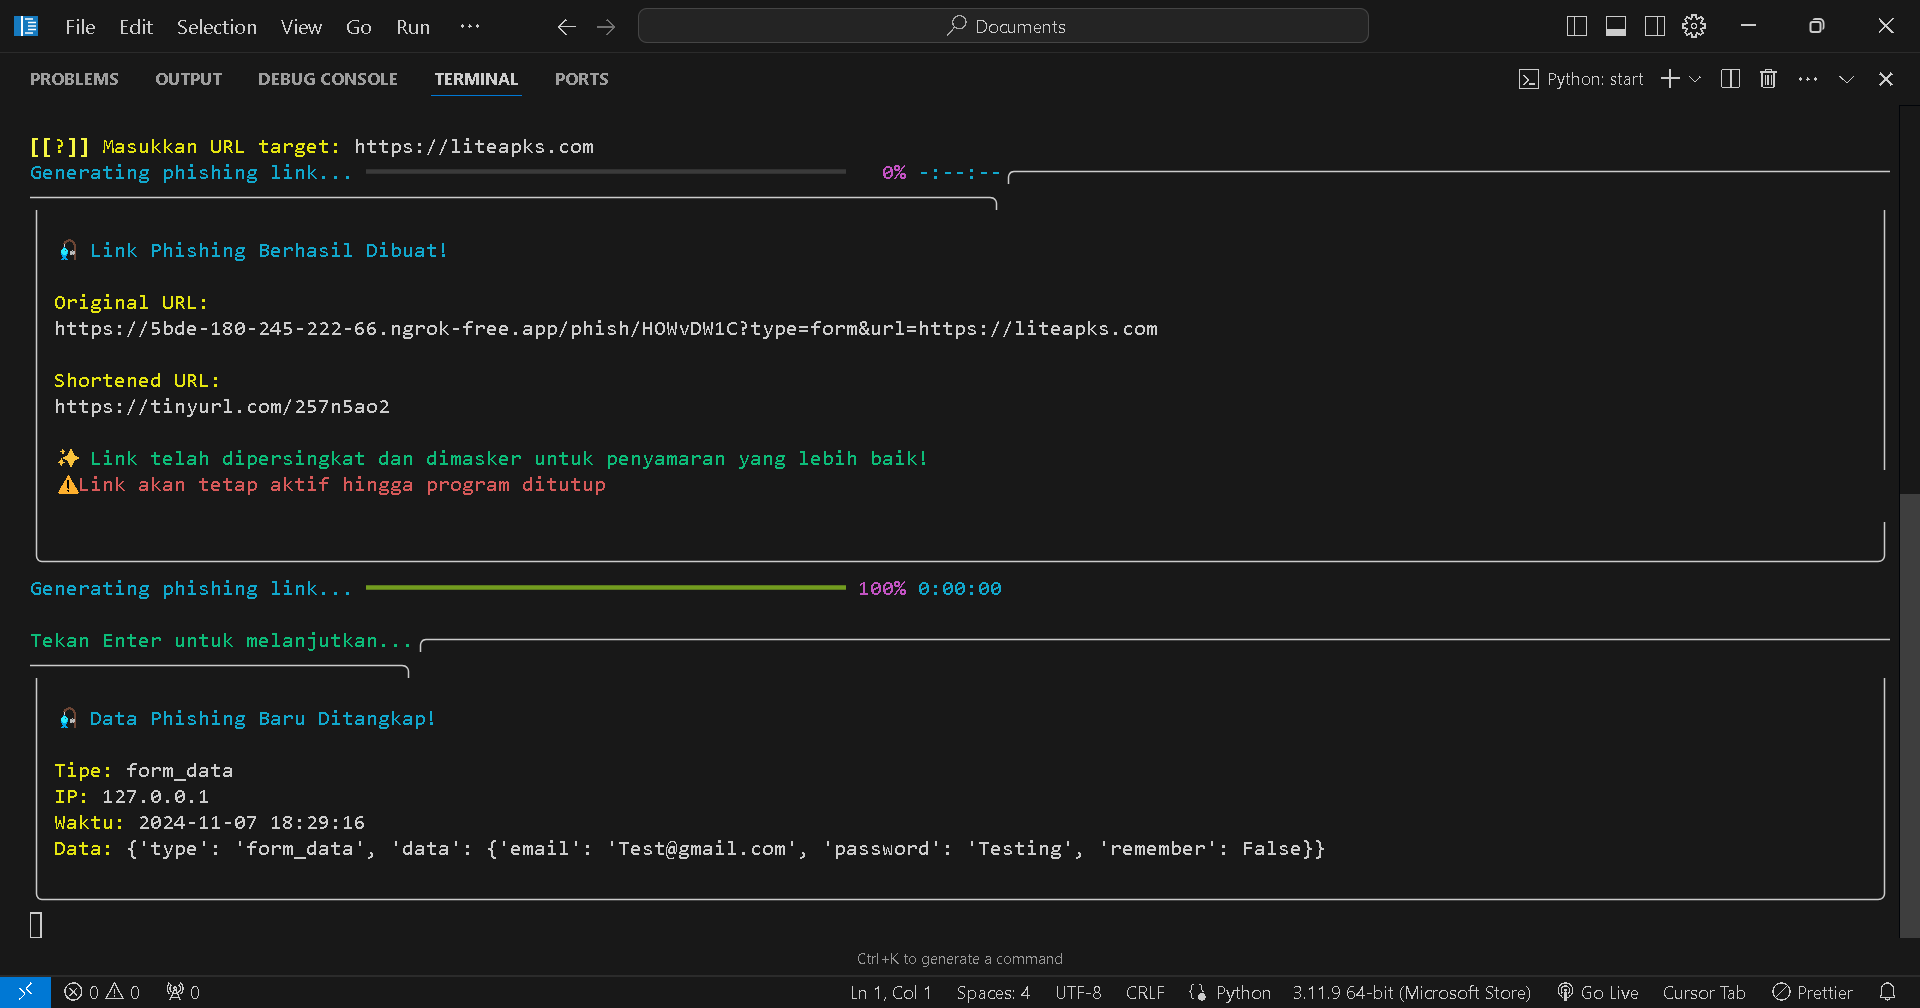 File Edit Selection View Go Run ··· Documents
PROBLEMS OUTPUT DEBUG CONSOLE TERMINAL PORTS Python: start
[[?]] Masukkan URL target: https://liteapks.com
Generating phishing link... 0% -:--:--
Link Phishing Berhasil Dibuat!
Original URL:
https://5bde-180-245-222-66.ngrok-free.app/phish/HOWvDW1C?type=form&url=https://liteapks.com
Shortened URL:
https://tinyurl.com/257n5ao2
✨ Link telah dipersingkat dan dimasker untuk penyamaran yang lebih baik!
⚠Link akan tetap aktif hingga program ditutup
Generating phishing link... 100% 0:00:00
Tekan Enter untuk melanjutkan...
Data Phishing Baru Ditangkap!
Tipe: form_data
IP: 127.0.0.1
Waktu: 2024-11-07 18:29:16
Data: {'type': 'form_data', 'data': {'email': 'Test@gmail.com', 'password': 'Testing', 'remember': False}}
Ctrl+K to generate a command
0 0 0 Ln 1, Col 1 Spaces: 4 UTF-8 CRLF Python 3.11.9 64-bit (Microsoft Store) Go Live Cursor Tab Prettier